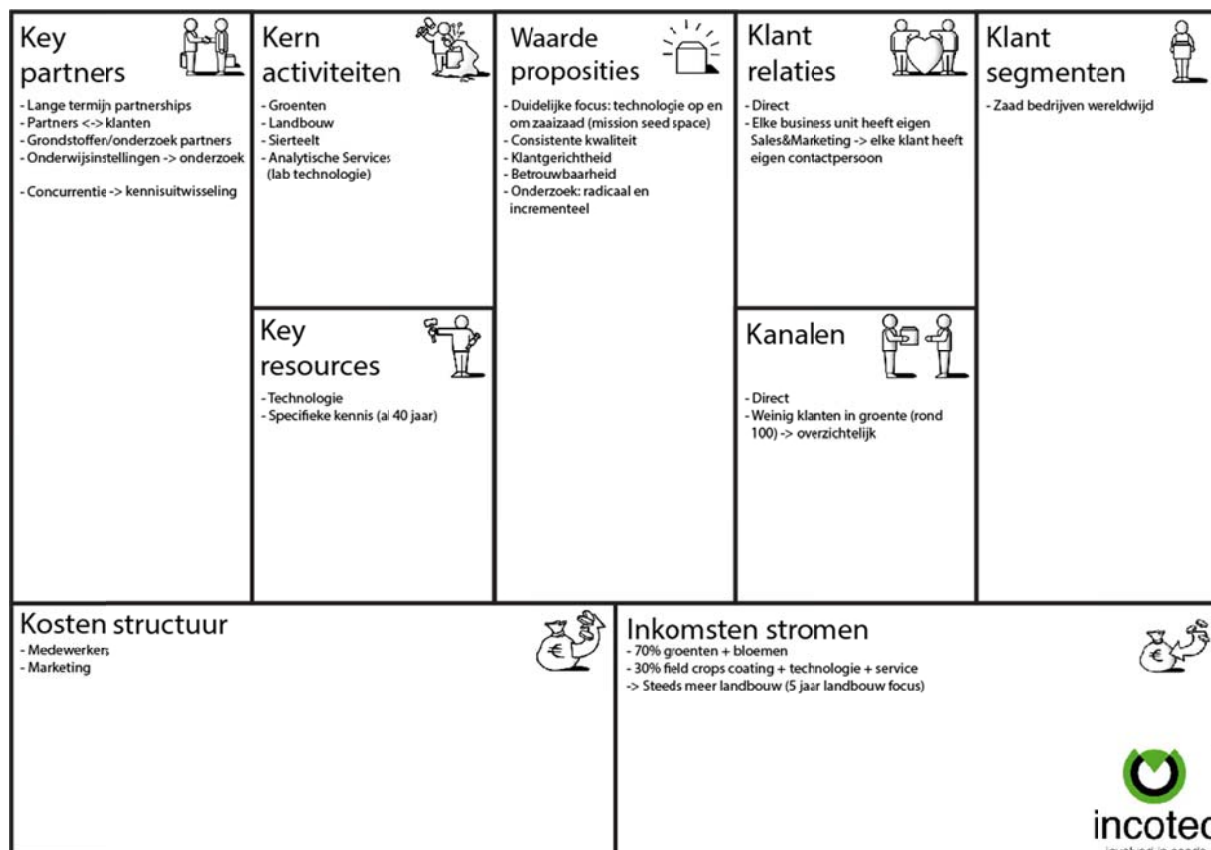 Key
partners
- Lange termijn partnerships
- Partners <-> klanten
- Grondstoffen/onderzoek partners
- Onderwijsinstellingen -> onderzoek
- Concurrentie -> kennisuitwisseling
Kern
activiteiten
- Groenten
- Landbouw
- Sierteelt
- Analytische Services
(lab technologie)
Key
resources
- Technologie
- Specifieke kennis (al 40 jaar)
Waarde
proposities
- Duidelijke focus: technologie op en
om zaaizaad (mission seed space)
- Consistente kwaliteit
- Klantgerichtheid
- Betrouwbaarheid
- Onderzoek: radicaal en
incrementeel
Klant
relaties
- Direct
- Elke business unit heeft eigen
Sales&Marketing -> elke klant heeft
eigen contactpersoon
Kanalen
- Direct
- Weinig klanten in groente (rond
100) -> overzichtelijk
Klant
segmenten
- Zaad bedrijven wereldwijd
Kosten structuur
- Medewerkers
- Marketing
€
Inkomsten stromen
- 70% groenten + bloemen
- 30% field crops coating + technologie + service
-> Steeds meer landbouw (5 jaar landbouw focus)
€
incotec